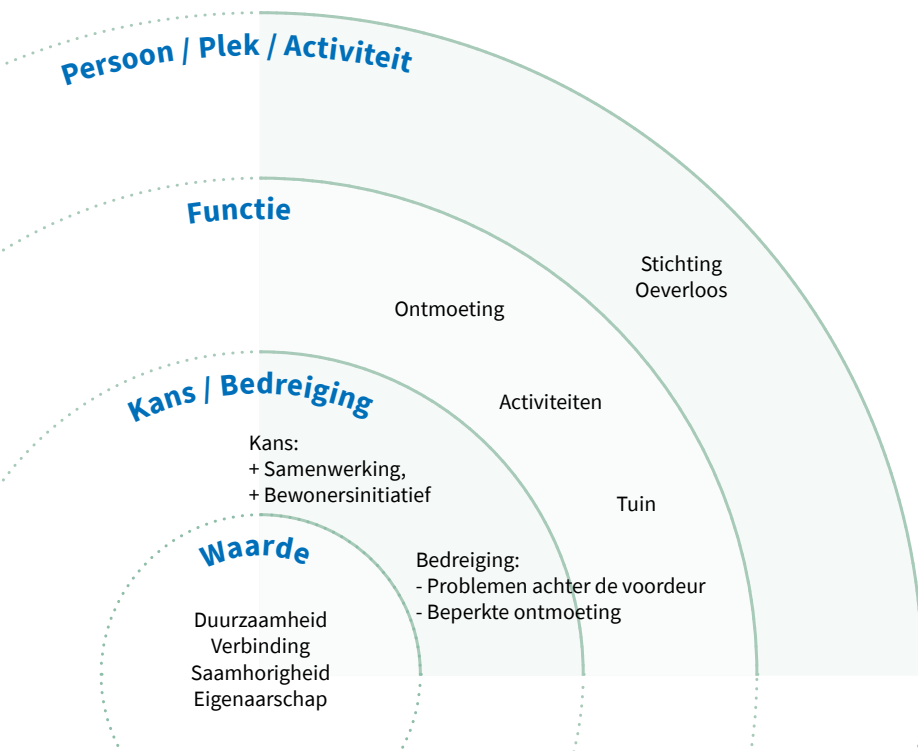 Persoon / Plek / Activiteit
Functie
Stichting
Oeverloos
Ontmoeting
Kans / Bedreiging
Activiteiten
Kans:
+ Samenwerking,
+ Bewonersinitiatief
Tuin
Waarde
Bedreiging:
- Problemen achter de voordeur
- Beperkte ontmoeting
Duurzaamheid
Verbinding
Saamhorigheid
Eigenaarschap